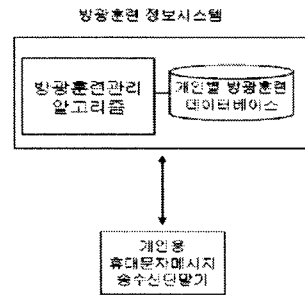 방광훈련 정보시스템
방광훈련관리
알고리즘
개인별 방광훈련
데이터베이스
개인용
휴대문자메시지
송수신단말기